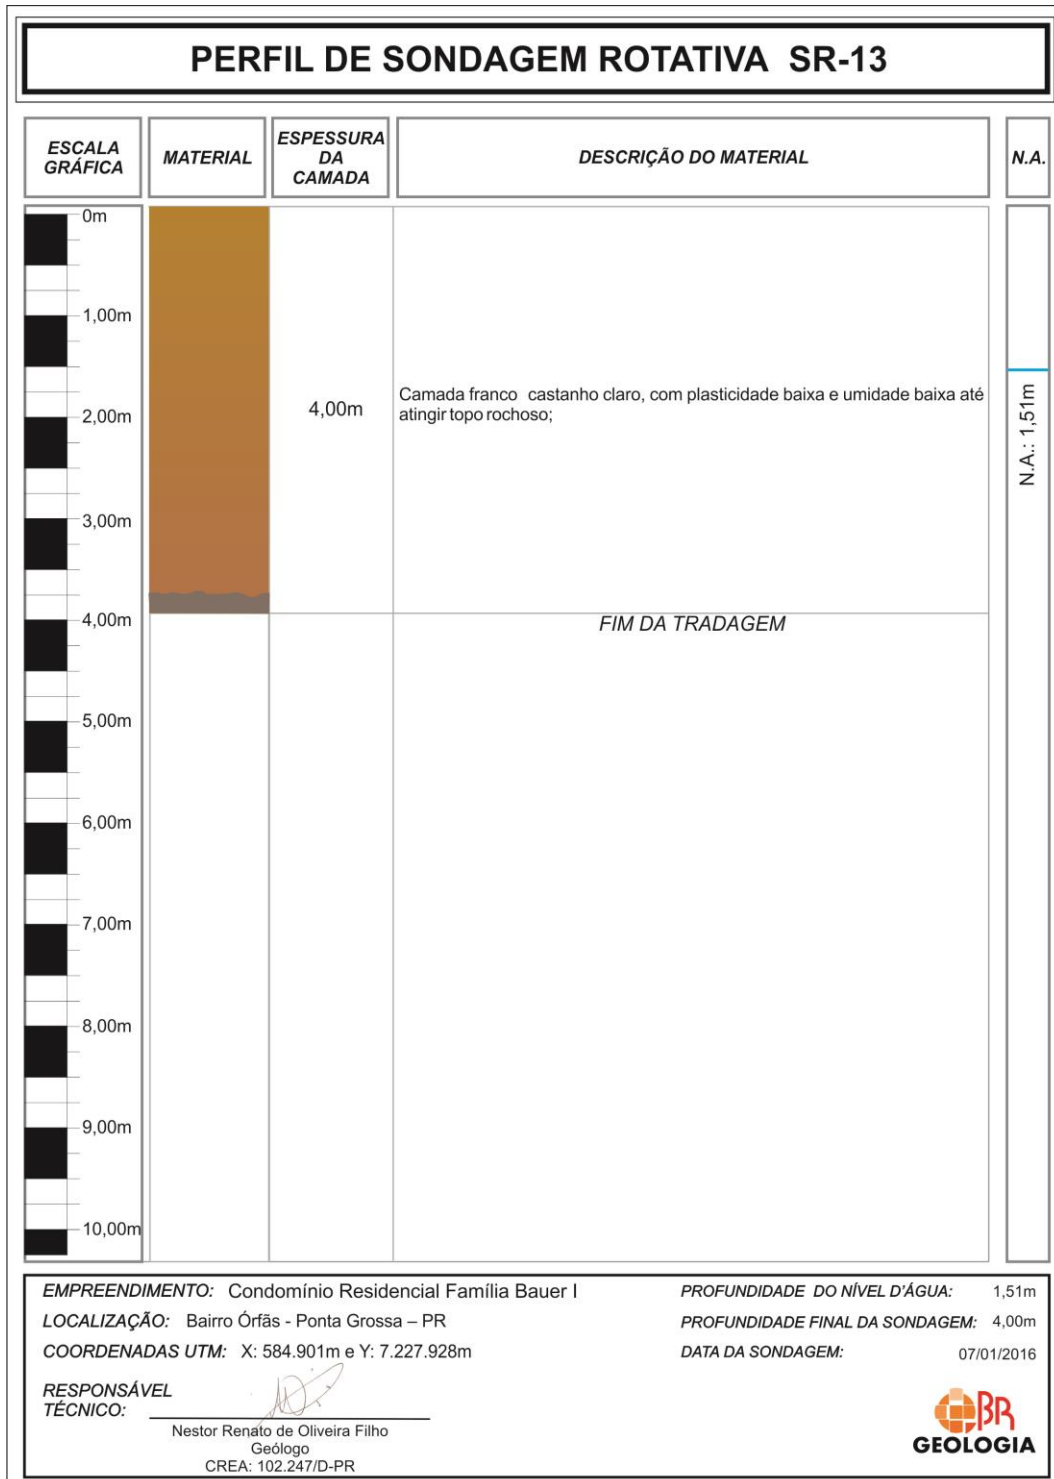 PERFIL DE SONDAGEM ROTATIVA SR-13
ESCALA
GRÁFICA
MATERIAL
ESPESSURA
DA
CAMADA
DESCRIÇÃO DO MATERIAL
N.A.
0m
1,00m
2,00m
3,00m
4,00m
5,00m
6,00m
7,00m
8,00m
9,00m
10,00m
4,00m
Camada franco castanho claro, com plasticidade baixa e umidade baixa até
atingir topo rochoso;
FIM DA TRADAGEM
N.A.: 1,51m
EMPREENDIMENTO: Condomínio Residencial Família Bauer I
LOCALIZAÇÃO: Bairro Órfãs - Ponta Grossa – PR
COORDENADAS UTM: X: 584.901m e Y: 7.227.928m
RESPONSÁVEL
TÉCNICO:
Nestor Renato de Oliveira Filho
Geólogo
CREA: 102.247/D-PR
PROFUNDIDADE DO NÍVEL D'ÁGUA: 1,51m
PROFUNDIDADE FINAL DA SONDAGEM: 4,00m
DATA DA SONDAGEM: 07/01/2016
BR
GEOLOGIA